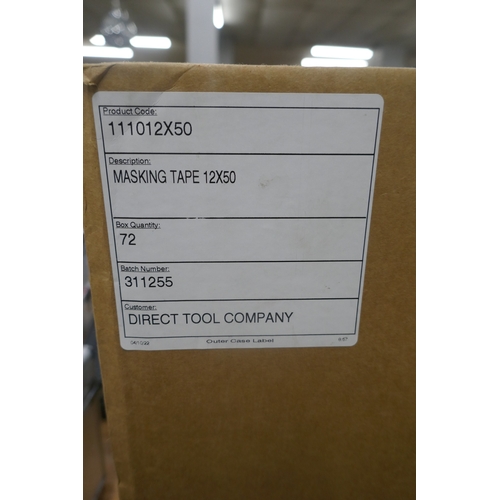 Product Code:
111012X50
Description:
MASKING TAPE 12X50
Box Quantity:
72
Batch Number:
311255
Customer:
DIRECT TOOL COMPANY
Outer Case Label